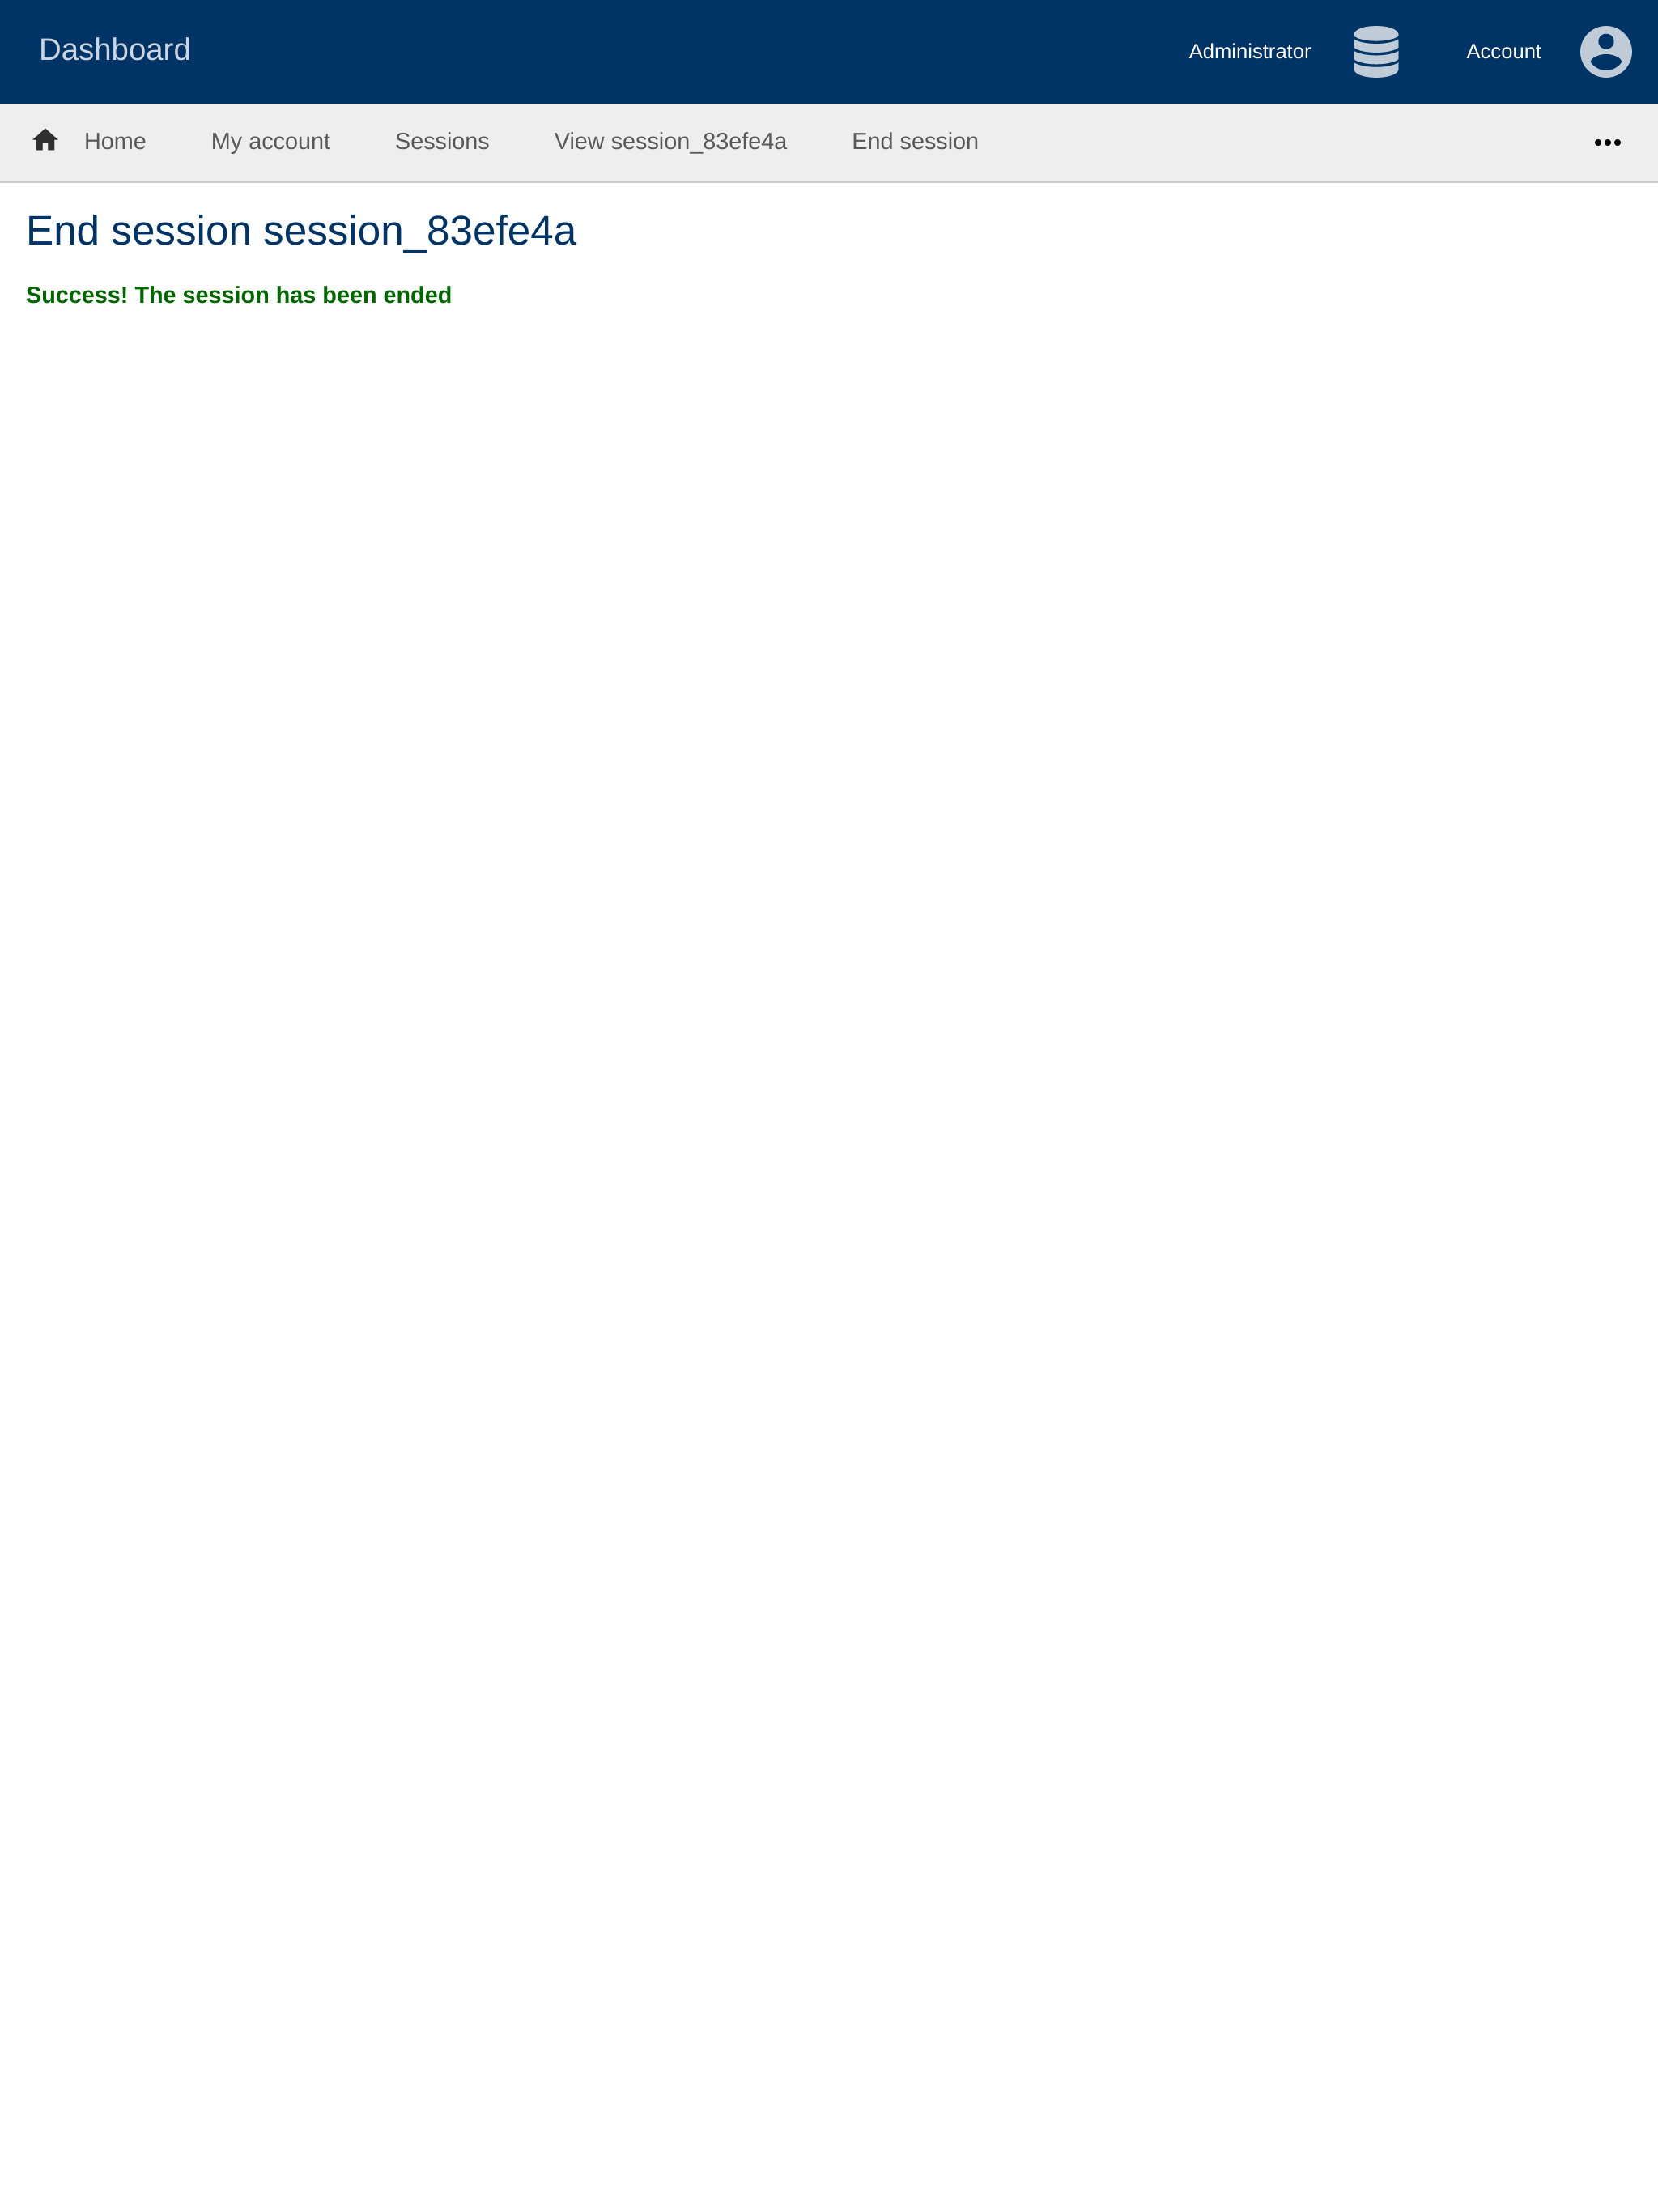 Dashboard
Administrator
Account
Home
My account
Sessions
View session_83efe4a
End session
End session session_83efe4a
Success! The session has been ended